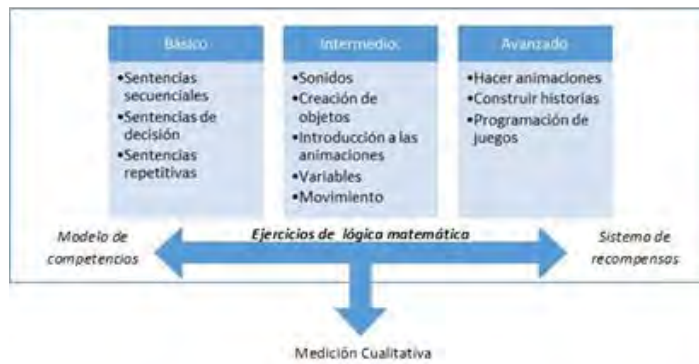 Básico
•Sentencias
secuenciales
•Sentencias de
decisión
•Sentencias
repetitivas
Intermedio:
•Sonidos
•Creación de
objetos
•Introducción a las
animaciones
•Variables
•Movimiento
Avanzado
•Hacer animaciones
•Construir historias
•Programación de
juegos
Modelo de
competencias
Ejercicios de lógica matemática
Sistema de
recompensas
Medición Cualitativa